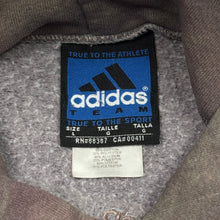 TRUE TO THE ATHLETE
adidas
TEAM
TRUE TO THE SPORT
SIZE TAILLE TALLA
L G G
RN#88387 CA#00411